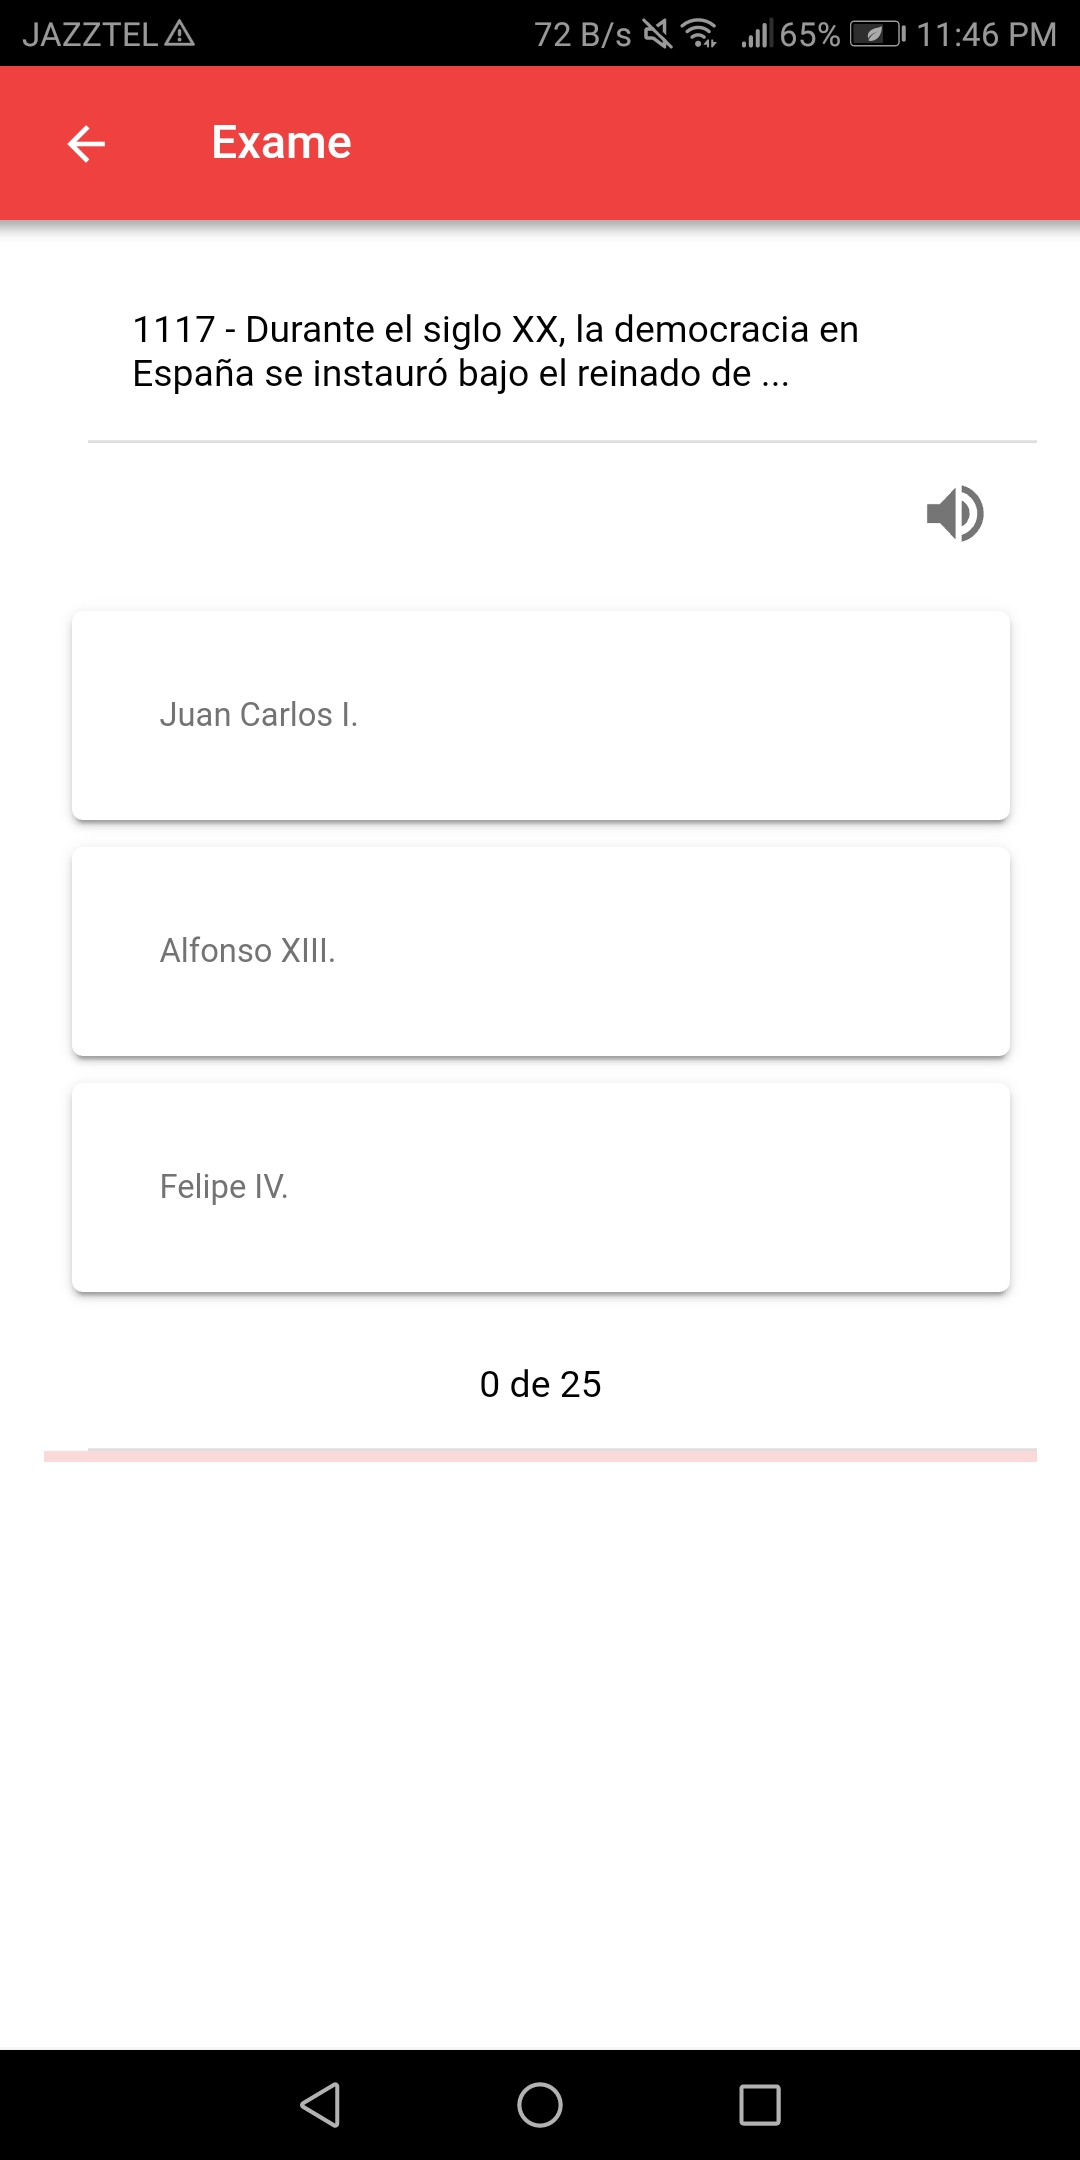 JAZZTEL 72 B/s 65% 11:46 PM
Exame
1117 - Durante el siglo XX, la democracia en
España se instauró bajo el reinado de ...
Juan Carlos I.
Alfonso XIII.
Felipe IV.
0 de 25